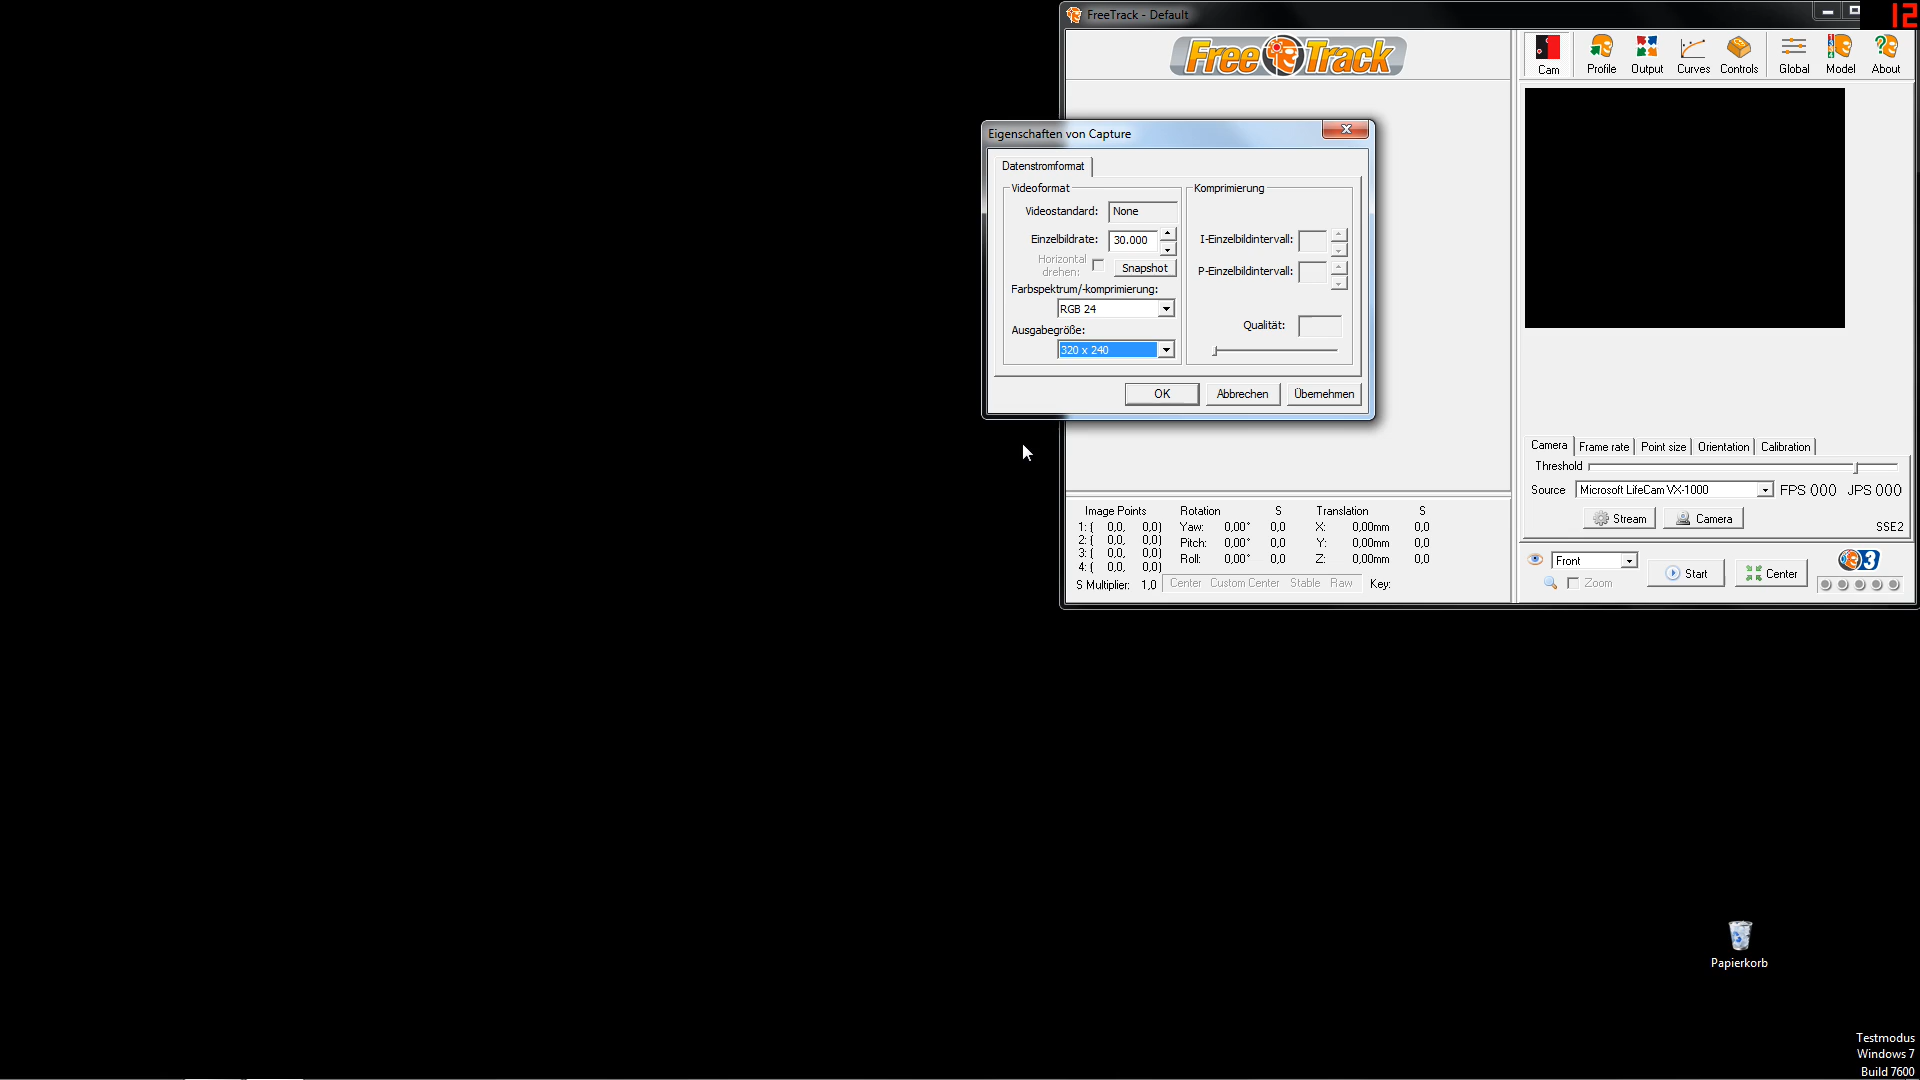 FreeTrack - Default
12
Free Track
Cam
Profile
Output
Curves
Controls
Global
Model
About
Eigenschaften von Capture
Datenstromformat
Videoformat
Komprimierung
Videostandard: None
Einzelbildrate: 30.000
I-Einzelbildintervall:
Horizontal
drehen:
Snapshot
P-Einzelbildintervall:
Farbspektrum/-komprimierung:
RGB 24
Qualität:
Ausgabegröße:
320 x 240
OK
Abbrechen
Übernehmen
Camera
Frame rate
Point size
Orientation
Calibration
Threshold
Source Microsoft LifeCam VX-1000 FPS 000 JPS 000
Stream
Camera
SSE2
Image Points Rotation S Translation S
1: ( 0,0, 0,0) Yaw: 0,00° 0,0 X: 0,00mm 0,0
2: ( 0,0, 0,0) Pitch: 0,00° 0,0 Y: 0,00mm 0,0
3: ( 0,0, 0,0) Roll: 0,00° 0,0 Z: 0,00mm 0,0
4: ( 0,0, 0,0)
S Multiplier: 1,0 Center Custom Center Stable Raw Key:
Front
Zoom
Start
Center
3
Papierkorb
Testmodus
Windows 7
Build 7600